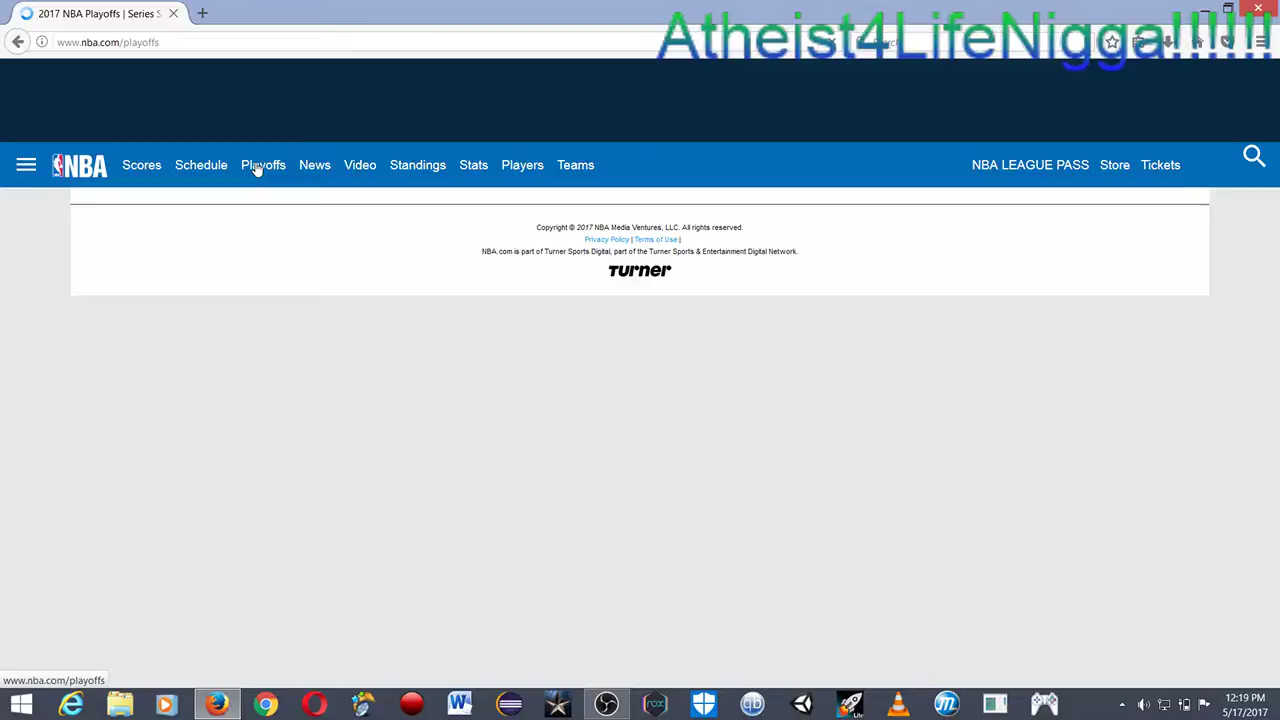 2017 NBA Playoffs | Series S
Atheist4LifeNigga!!!!!!
www.nba.com/playoffs
NBA Scores Schedule Playoffs News Video Standings Stats Players Teams NBA LEAGUE PASS Store Tickets
Copyright © 2017 NBA Media Ventures, LLC. All rights reserved.
Privacy Policy | Terms of Use |
NBA.com is part of Turner Sports Digital, part of the Turner Sports & Entertainment Digital Network.
Turner
www.nba.com/playoffs
12:19 PM
5/17/2017